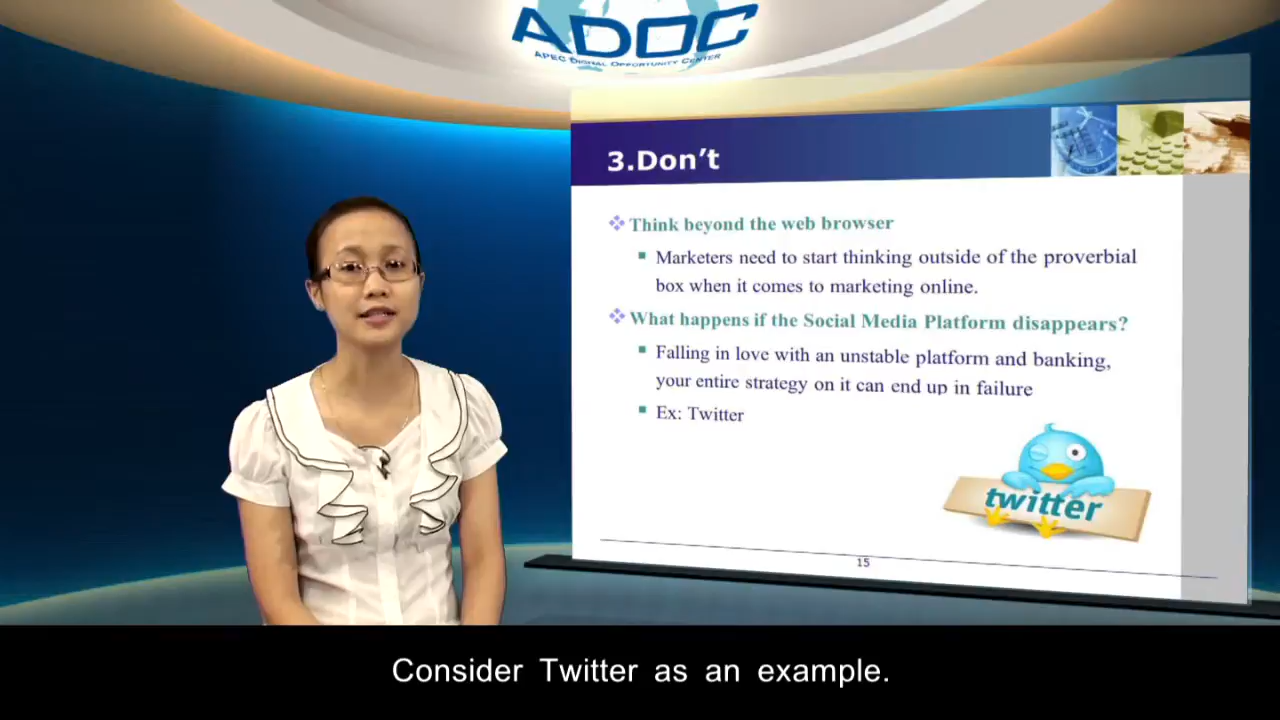 ADOC
APEC DIGITAL OPPORTUNITY CENTER
3.Don't
Think beyond the web browser
Marketers need to start thinking outside of the proverbial
box when it comes to marketing online.
What happens if the Social Media Platform disappears?
Falling in love with an unstable platform and banking,
your entire strategy on it can end up in failure
Ex: Twitter
twitter
15
Consider Twitter as an example.